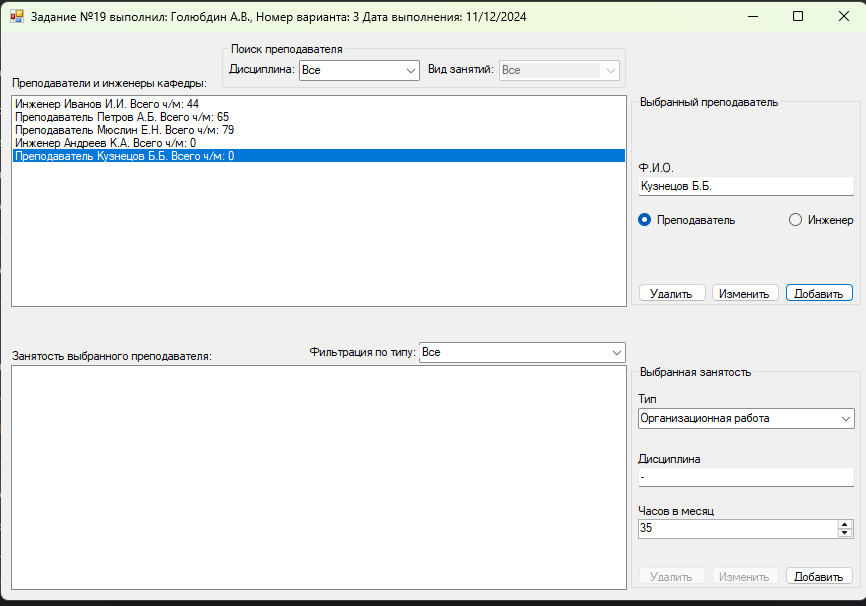 Задание №19 выполнил: Голюбдин А.В., Номер варианта: 3 Дата выполнения: 11/12/2024
Поиск преподавателя
Дисциплина: Все Вид занятий: Все
Преподаватели и инженеры кафедры:
Инженер Иванов И.И. Всего ч/м: 44
Преподаватель Петров А.Б. Всего ч/м: 65
Преподаватель Мюслин Е.Н. Всего ч/м: 79
Инженер Андреев К.А. Всего ч/м: 0
Преподаватель Кузнецов Б.Б. Всего ч/м: 0
Выбранный преподаватель
Ф.И.О.
Кузнецов Б.Б.
Преподаватель Инженер
Удалить Изменить Добавить
Занятость выбранного преподавателя:
Фильтрация по типу: Все
Выбранная занятость
Тип
Организационная работа
Дисциплина
-
Часов в месяц
35
Удалить Изменить Добавить